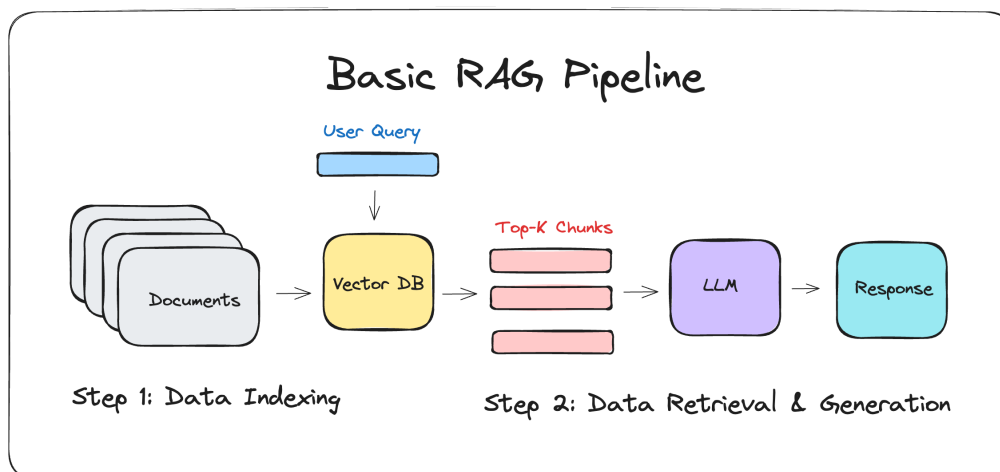 Basic RAG Pipeline
User Query
Top-K Chunks
Documents
Vector DB
LLM
Response
Step 1: Data Indexing
Step 2: Data Retrieval & Generation